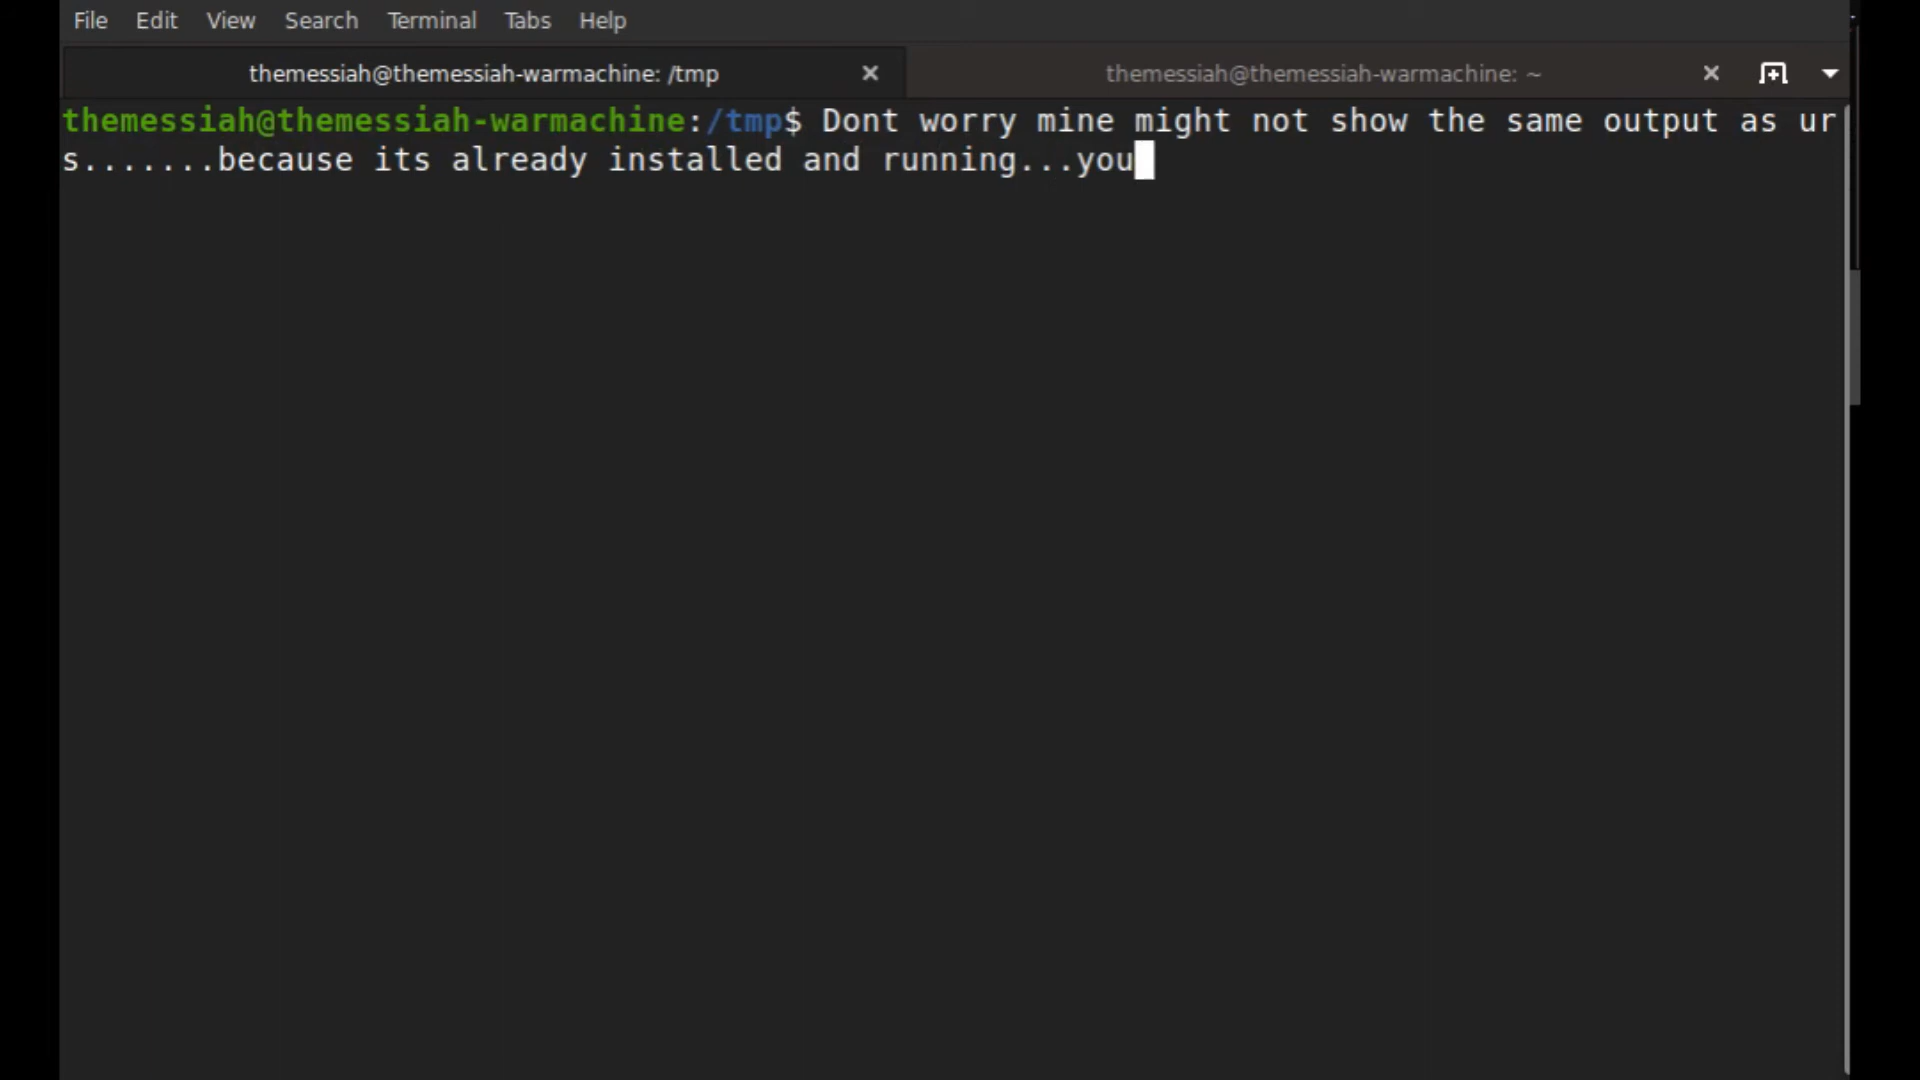 File Edit View Search Terminal Tabs Help
themessiah@themessiah-warmachine: /tmp themessiah@themessiah-warmachine: ~
themessiah@themessiah-warmachine:/tmp$ Dont worry mine might not show the same output as ur
s.......because its already installed and running...you